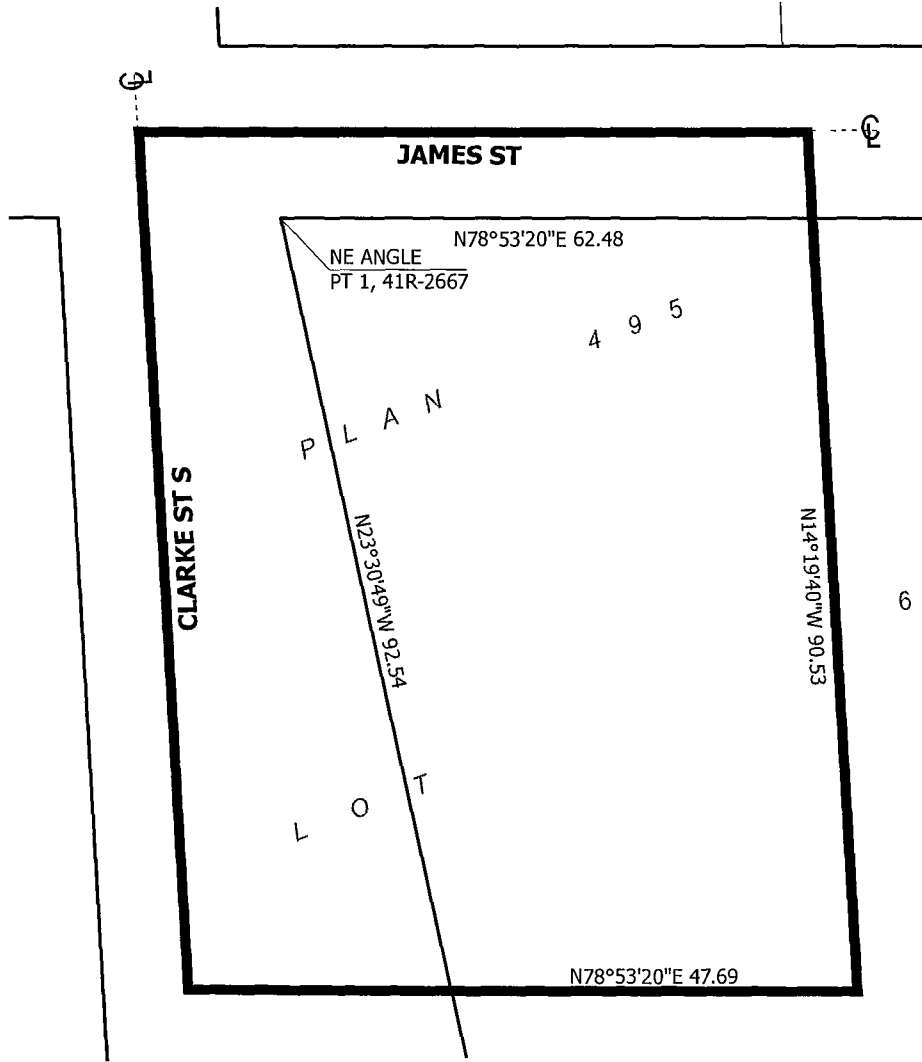 JAMES ST
N78°53'20"E 62.48
NE ANGLE
PT 1, 41R-2667
4 9 5
P L A N
CLARKE ST S
N23°30'49"W 92.54
N14°19'40"W 90.53
6
L O T
N78°53'20"E 47.69